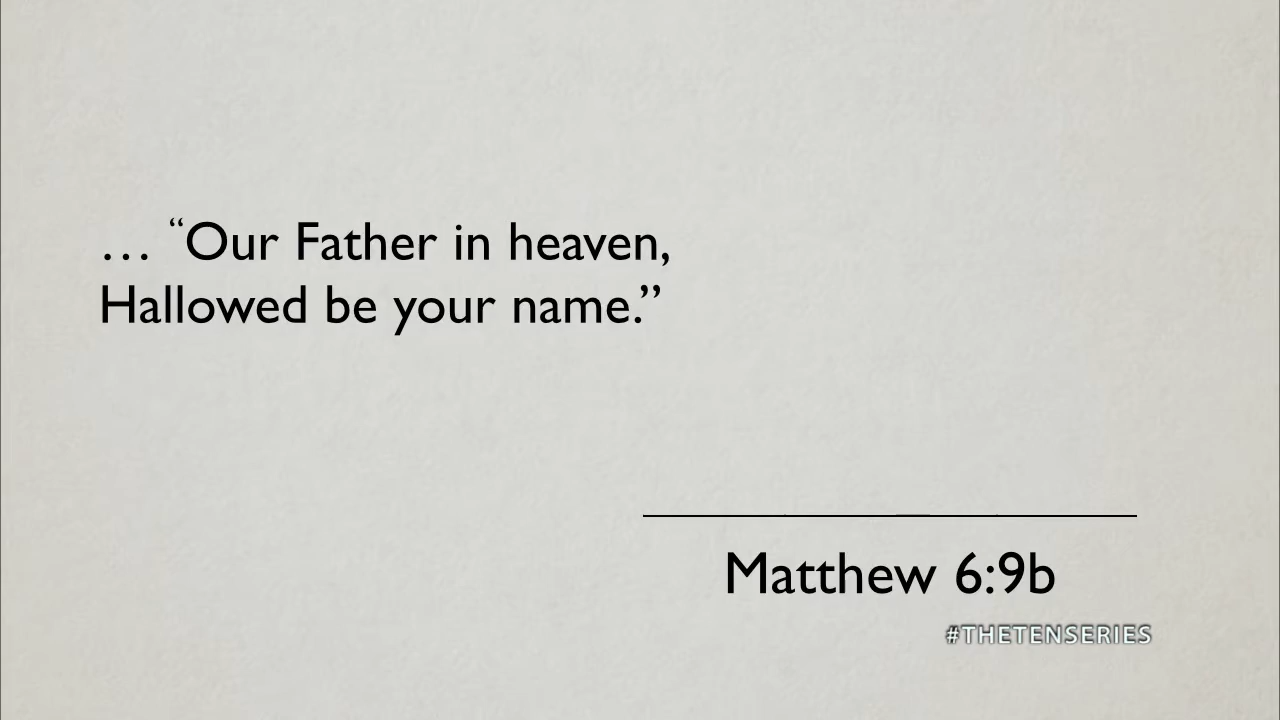 … “Our Father in heaven,
Hallowed be your name.”
Matthew 6:9b
#THETENSERIES